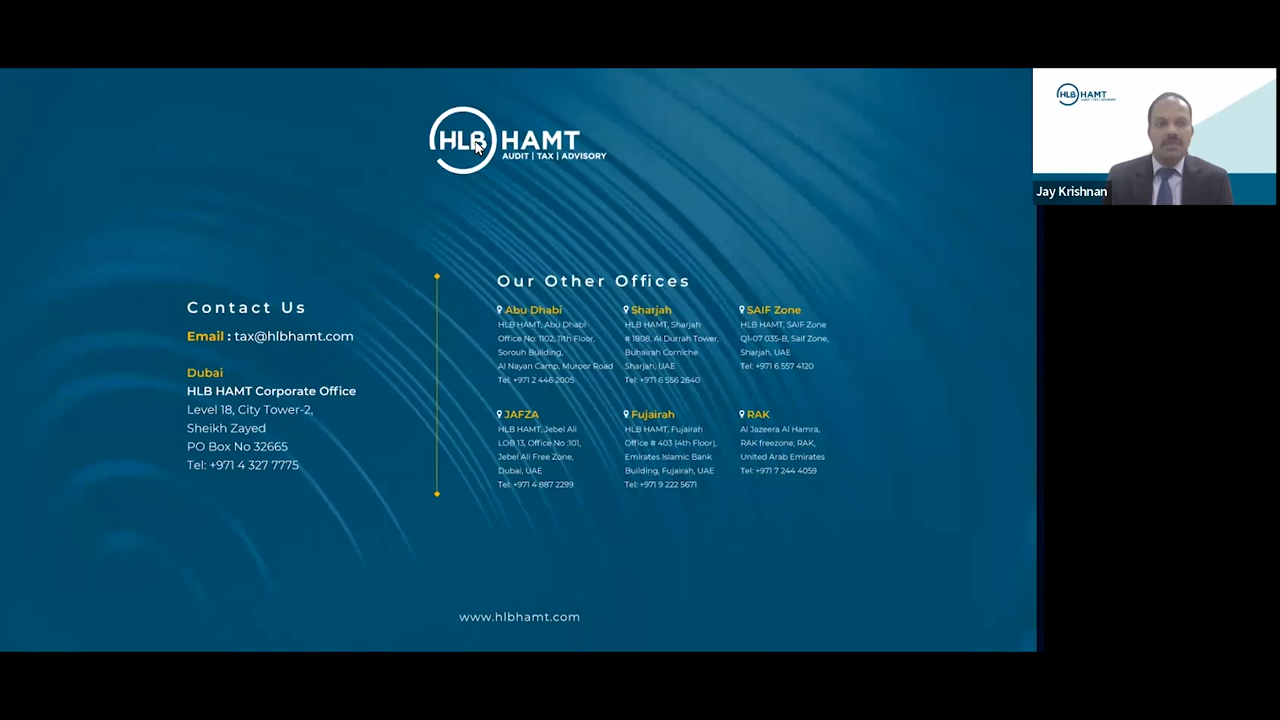 HLB HAMT
AUDIT | TAX | ADVISORY
HLB HAMT
AUDIT | TAX | ADVISORY
Jay Krishnan
Contact Us
Email : tax@hlbhamt.com
Dubai
HLB HAMT Corporate Office
Level 18, City Tower-2,
Sheikh Zayed
PO Box No 32665
Tel: +971 4 327 7775
Our Other Offices
Abu Dhabi
HLB HAMT, Abu Dhabi
Office No: 1102, 11th Floor,
Sorouh Building,
Al Nayan Camp, Muroor Road
Tel: +971 2 446 2005
Sharjah
HLB HAMT, Sharjah
# 1808, Al Durrah Tower,
Buhairah Corniche
Sharjah, UAE
Tel: +971 6 556 2640
SAIF Zone
HLB HAMT, SAIF Zone
Q1-07 035-B, Saif Zone,
Sharjah, UAE
Tel: +971 6 557 4120
JAFZA
HLB HAMT, Jebel Ali
LOB 13, Office No :101,
Jebel Ali Free Zone,
Dubai, UAE
Tel: +971 4 887 2299
Fujairah
HLB HAMT, Fujairah
Office # 403 (4th Floor),
Emirates Islamic Bank
Building, Fujairah, UAE
Tel: +971 9 222 5671
RAK
Al Jazeera Al Hamra,
RAK freezone, RAK,
United Arab Emirates
Tel: +971 7 244 4059
www.hlbhamt.com